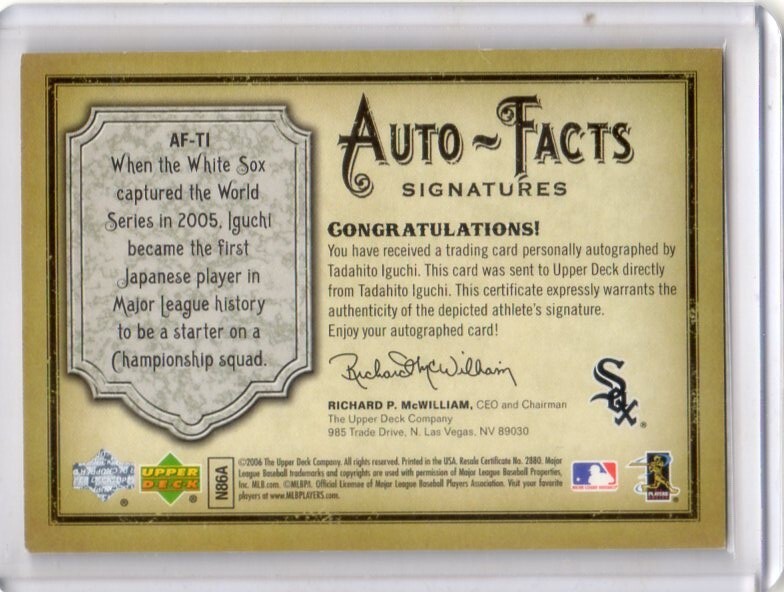 AF-TI
When the White Sox
captured the World
Series in 2005, Iguchi
became the first
Japanese player in
Major League history
to be a starter on a
Championship squad.
AUTO~FACTS
SIGNATURES
CONGRATULATIONS!
You have received a trading card personally autographed by
Tadahito Iguchi. This card was sent to Upper Deck directly
from Tadahito Iguchi. This certificate expressly warrants the
authenticity of the depicted athlete's signature.
Enjoy your autographed card!
Richard McWilliam
RICHARD P. McWILLIAM, CEO and Chairman
The Upper Deck Company
985 Trade Drive, N. Las Vegas, NV 89030
Sox
UPPER
DECK
N86A
©2006 The Upper Deck Company. All rights reserved. Printed in the USA. Resale Certificate No. 2880. Major
League Baseball trademarks and copyrights are used with permission of Major League Baseball Properties,
Inc. MLB.com. ©MLBPA. Official Licensee of Major League Baseball Players Association. Visit your favorite
players at www.MLBPLAYERS.com.